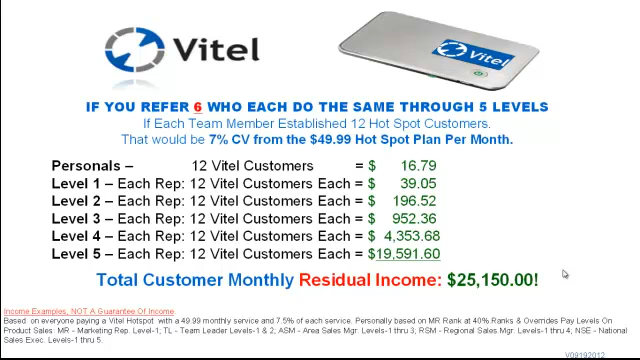 Vitel
Vitel
IF YOU REFER 6 WHO EACH DO THE SAME THROUGH 5 LEVELS
If Each Team Member Established 12 Hot Spot Customers.
That would be 7% CV from the $49.99 Hot Spot Plan Per Month.
Personals – 12 Vitel Customers = $ 16.79
Level 1 – Each Rep: 12 Vitel Customers Each = $ 39.05
Level 2 – Each Rep: 12 Vitel Customers Each = $ 196.52
Level 3 – Each Rep: 12 Vitel Customers Each = $ 952.36
Level 4 – Each Rep: 12 Vitel Customers Each = $ 4,353.68
Level 5 – Each Rep: 12 Vitel Customers Each = $19,591.60
Total Customer Monthly Residual Income: $25,150.00!
Income Examples, NOT A Guarantee Of Income
Based on everyone paying a Vitel Hotspot with a 49.99 monthly service and 7.5% of each service. Personally based on MR Rank at 40% Ranks & Overrides Pay Levels On
Product Sales: MR - Marketing Rep. Level-1; TL - Team Leader Levels-1 & 2; ASM - Area Sales Mgr. Levels-1 thru 3; RSM - Regional Sales Mgr. Levels-1 thru 4; NSE - National
Sales Exec. Levels-1 thru 5.
V09192012